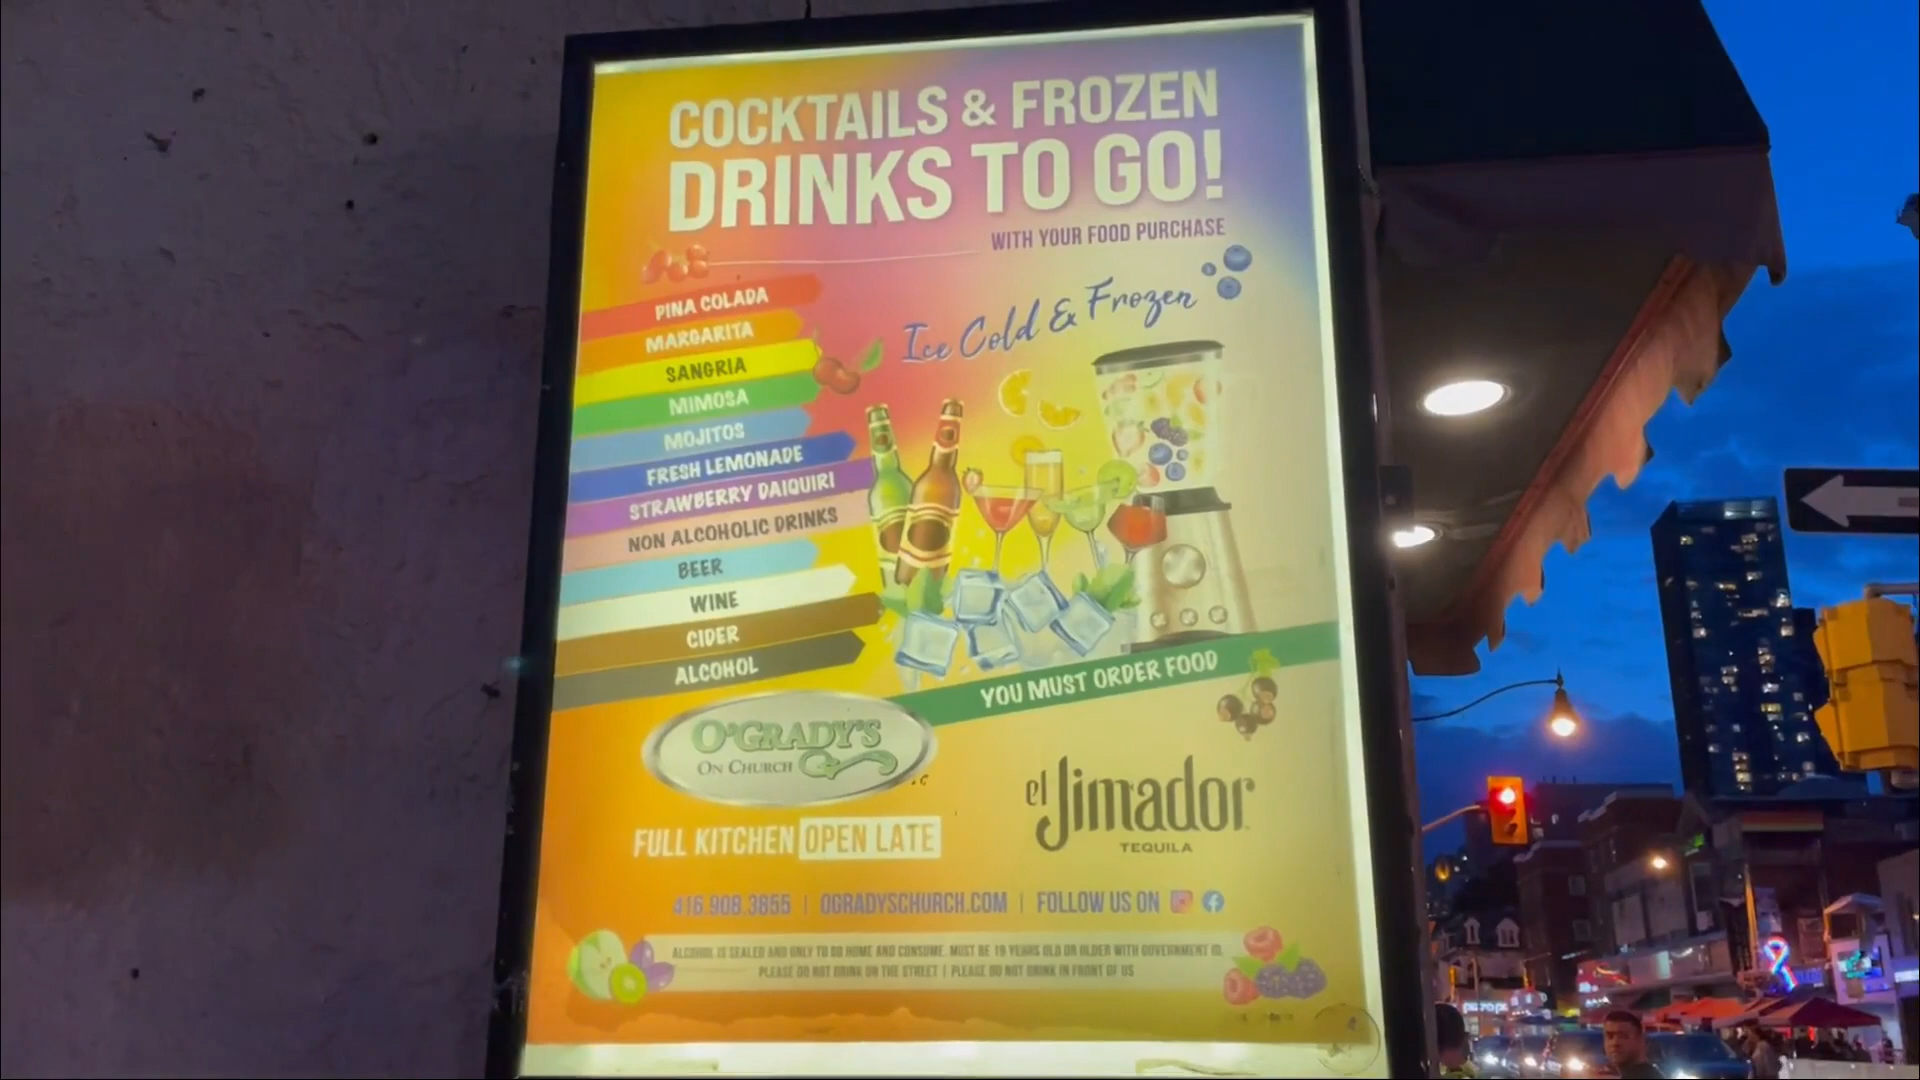 COCKTAILS & FROZEN
DRINKS TO GO!
WITH YOUR FOOD PURCHASE
Ice Cold & Frozen
PINA COLADA
MARGARITA
SANGRIA
MIMOSA
MOJITOS
FRESH LEMONADE
STRAWBERRY DAIQUIRI
NON ALCOHOLIC DRINKS
BEER
WINE
CIDER
ALCOHOL
YOU MUST ORDER FOOD
O'GRADY'S
ON CHURCH
el Jimador
TEQUILA
FULL KITCHEN OPEN LATE
416.908.3855 | OGRADYSCHURCH.COM | FOLLOW US ON
ALCOHOL IS SEALED AND ONLY TO GO HOME AND CONSUME. MUST BE 19 YEARS OLD OR OLDER WITH GOVERNMENT ID.
PLEASE DO NOT DRINK ON THE STREET | PLEASE DO NOT DRINK IN FRONT OF US